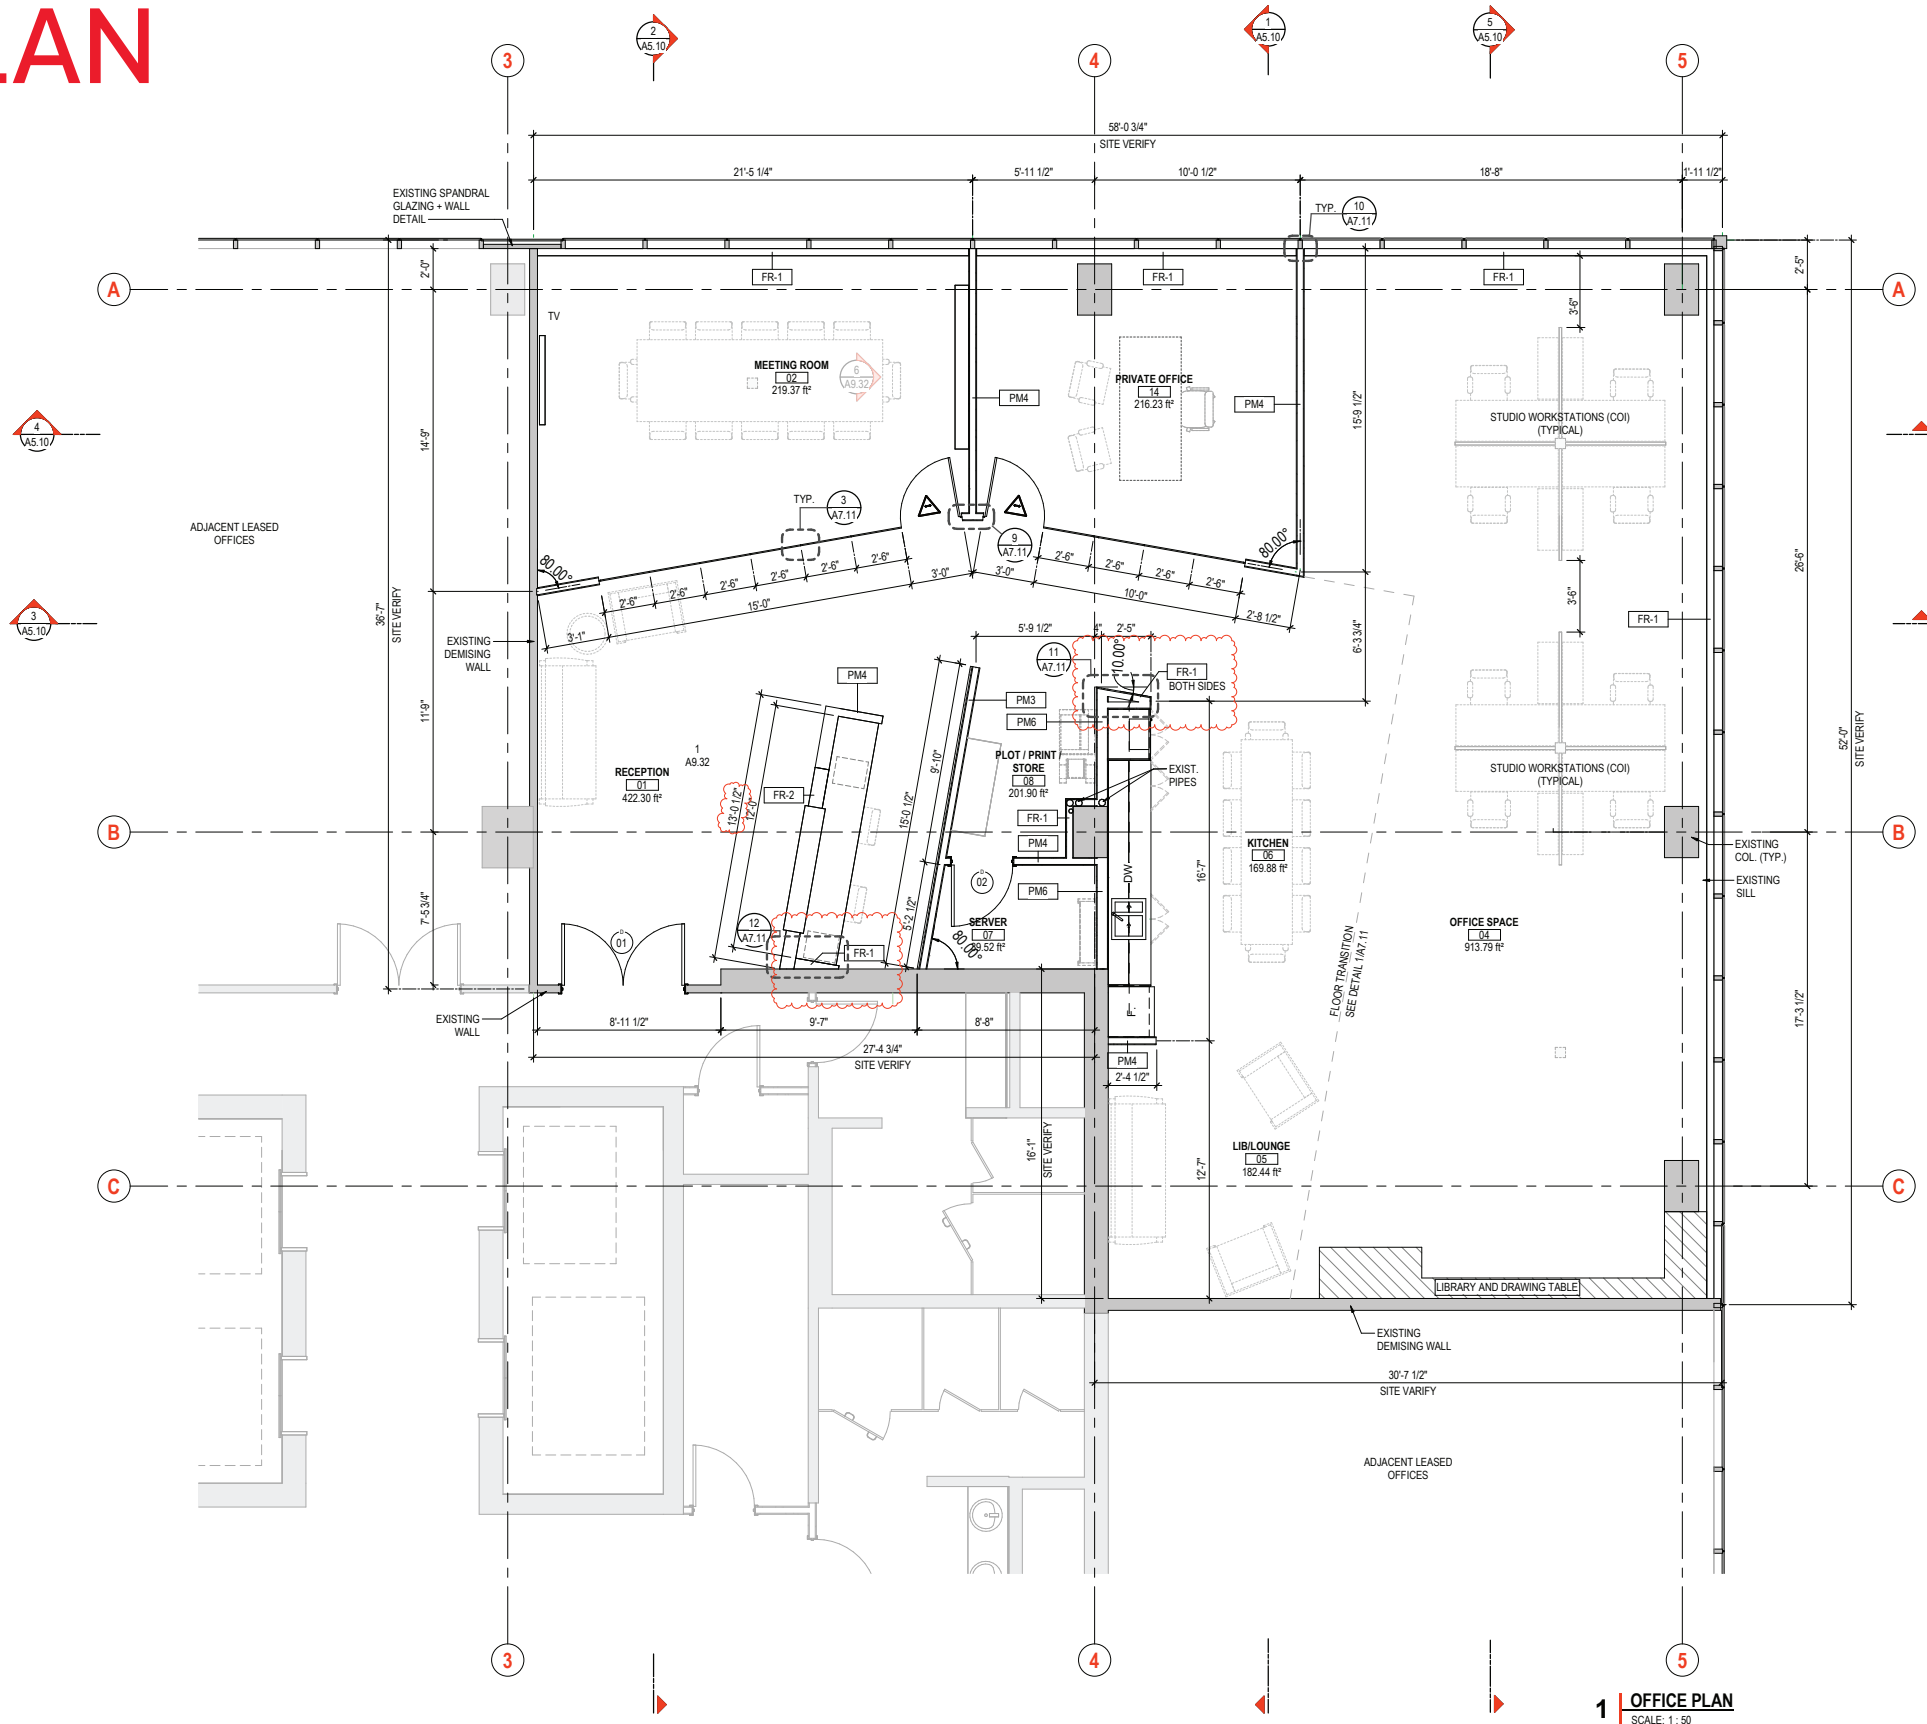 LAN
2
A5.10
1
A5.10
5
A5.10
3
4
5
58'-0 3/4"
SITE VERIFY
21'-5 1/4"
5'-11 1/2"
10'-0 1/2"
18'-8"
1'-11 1/2"
EXISTING SPANDRAL
GLAZING + WALL
DETAIL
TYP.
10
A7.11
FR-1
FR-1
FR-1
A
A
2'-0"
2'-5"
3'-6"
TV
MEETING ROOM
02
219.37 ft²
6
A9.32
PRIVATE OFFICE
14
216.23 ft²
PM4
PM4
15'-9 1/2"
STUDIO WORKSTATIONS (COI)
(TYPICAL)
4
A5.10
14'-9"
ADJACENT LEASED
OFFICES
TYP.
3
A7.11
9
A7.11
80.00°
80.00°
2'-6"
2'-6"
2'-6"
2'-6"
2'-6"
2'-6"
3'-0"
3'-0"
2'-6"
2'-6"
2'-6"
2'-6"
15'-0"
10'-0"
3'-1"
2'-8 1/2"
26'-6"
3'-6"
FR-1
3
A5.10
36'-7"
SITE VERIFY
EXISTING
DEMISING
WALL
5'-9 1/2"
4"
2'-5"
6'-3 3/4"
11
A7.11
10.00°
FR-1
BOTH SIDES
PM4
PM3
PM6
11'-9"
1
A9.32
RECEPTION
01
422.30 ft²
13'-0 1/2"
12'-0"
FR-2
9'-10"
15'-0 1/2"
PLOT / PRINT /
STORE
08
201.90 ft²
EXIST.
PIPES
FR-1
PM4
PM6
STUDIO WORKSTATIONS (COI)
(TYPICAL)
52'-0"
SITE VERIFY
B
B
KITCHEN
06
169.88 ft²
16'-7"
DW
EXISTING
COL. (TYP.)
EXISTING
SILL
7'-5 3/4"
D
01
D
02
12
A7.11
FR-1
5'-2 1/2"
SERVER
07
80.00°
OFFICE SPACE
04
913.79 ft²
FLOOR TRANSITION
SEE DETAIL 1/A7.11
F.
EXISTING
WALL
8'-11 1/2"
9'-7"
8'-8"
27'-4 3/4"
SITE VERIFY
17'-3 1/2"
PM4
2'-4 1/2"
16'-1"
SITE VERIFY
12'-7"
LIB/LOUNGE
05
182.44 ft²
C
C
LIBRARY AND DRAWING TABLE
EXISTING
DEMISING WALL
30'-7 1/2"
SITE VARIFY
ADJACENT LEASED
OFFICES
3
4
5
1
OFFICE PLAN
SCALE: 1 : 50